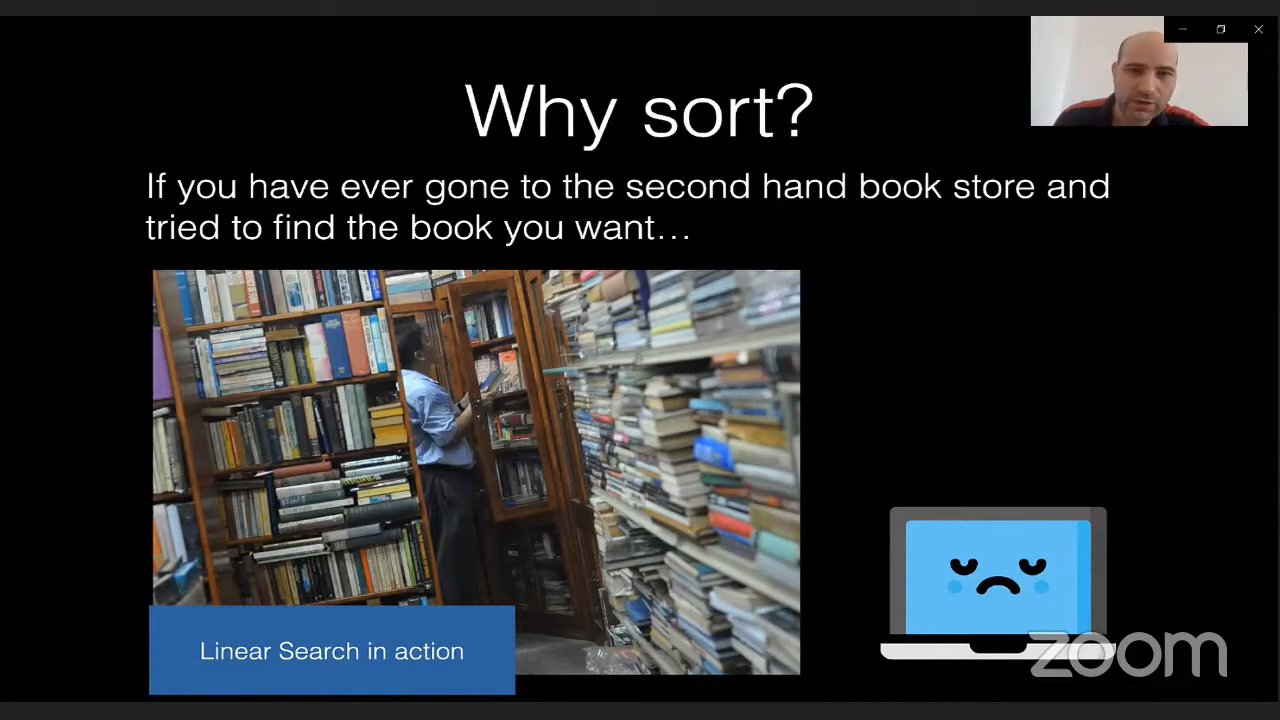 Why sort?
If you have ever gone to the second hand book store and
tried to find the book you want…
Linear Search in action
zoom